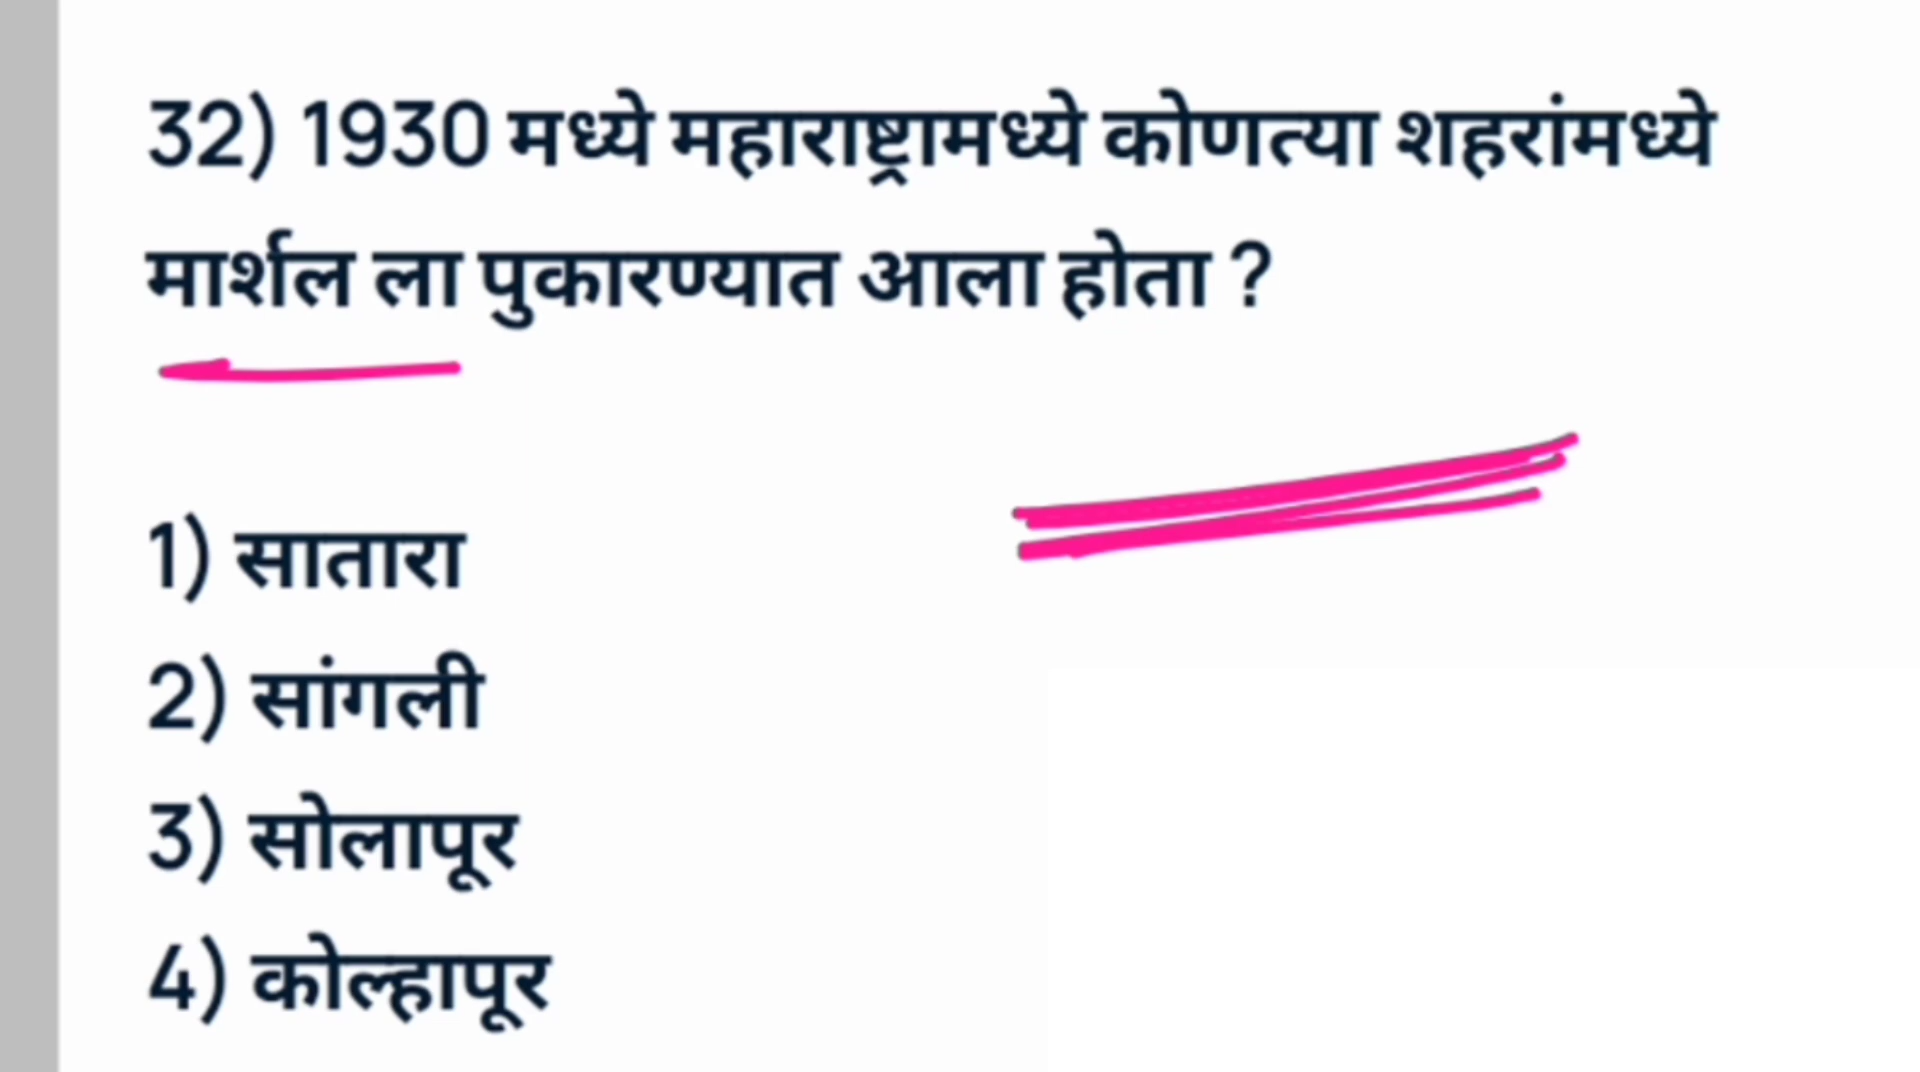 32) 1930 मध्ये महाराष्ट्रामध्ये कोणत्या शहरांमध्ये
मार्शल ला पुकारण्यात आला होता ?
1) सातारा
2) सांगली
3) सोलापूर
4) कोल्हापूर